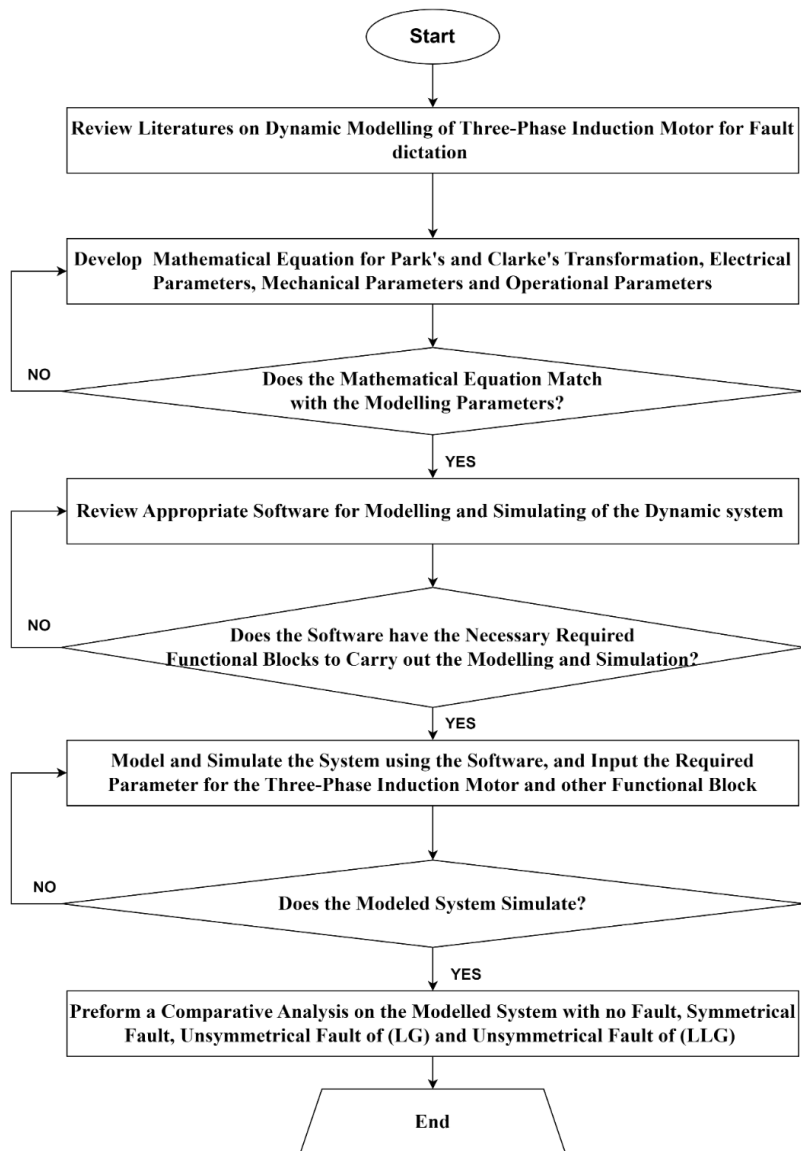 Start
Review Literatures on Dynamic Modelling of Three-Phase Induction Motor for Fault
dictation
Develop Mathematical Equation for Park's and Clarke's Transformation, Electrical
Parameters, Mechanical Parameters and Operational Parameters
NO
Does the Mathematical Equation Match
with the Modelling Parameters?
YES
Review Appropriate Software for Modelling and Simulating of the Dynamic system
NO
Does the Software have the Necessary Required
Functional Blocks to Carry out the Modelling and Simulation?
YES
Model and Simulate the System using the Software, and Input the Required
Parameter for the Three-Phase Induction Motor and other Functional Block
NO
Does the Modeled System Simulate?
YES
Preform a Comparative Analysis on the Modelled System with no Fault, Symmetrical
Fault, Unsymmetrical Fault of (LG) and Unsymmetrical Fault of (LLG)
End